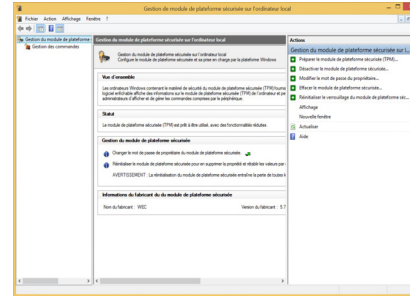 Gestion de module de plateforme sécurisée sur l'ordinateur local
Fichier Action Affichage Fenêtre ?
Gestion de module de plateforme
Gestion des commandes
Gestion du module de plateforme sécurisée sur l'ordinateur local
Gestion du module de plateforme sécurisée sur l'ordinateur local
Configure le module de plateforme sécurisée et sa prise en charge par la plateforme Windows
Vue d'ensemble
Les ordinateurs Windows contenant le matériel de sécurité du module de plateforme sécurisée (TPM) fournis
logiciel enfichable affiche des informations sur le module de plateforme sécurisée (TPM) de l'ordinateur et
administrateurs d'afficher et de gérer les commandes comprises par le périphérique.
Statut
Le module de plateforme sécurisée (TPM) est prêt à être utilisé, avec des fonctionnalités réduites
Gestion du module de plateforme sécurisée
Changer le mot de passe de propriétaire du module de plateforme sécurisée.
Réinitialiser le module de plateforme sécurisée pour en supprimer la propriété et rétablir les valeurs par
AVERTISSEMENT : La réinitialisation du module de plateforme sécurisée entraîne la perte de toutes
Informations du fabricant du du module de plateforme sécurisée
Nom du fabricant : WEC Version du fabricant : 5.7
Actions
Gestion du module de plateforme sécurisée sur l...
Préparer le module de plateforme sécurisée (TPM)...
Désactiver le module de plateforme sécurisée...
Modifier le mot de passe du propriétaire...
Effacer le module de plateforme sécurisée...
Réinitialiser le verrouillage du module de plateforme séc...
Affichage
Nouvelle fenêtre
Actualiser
Aide